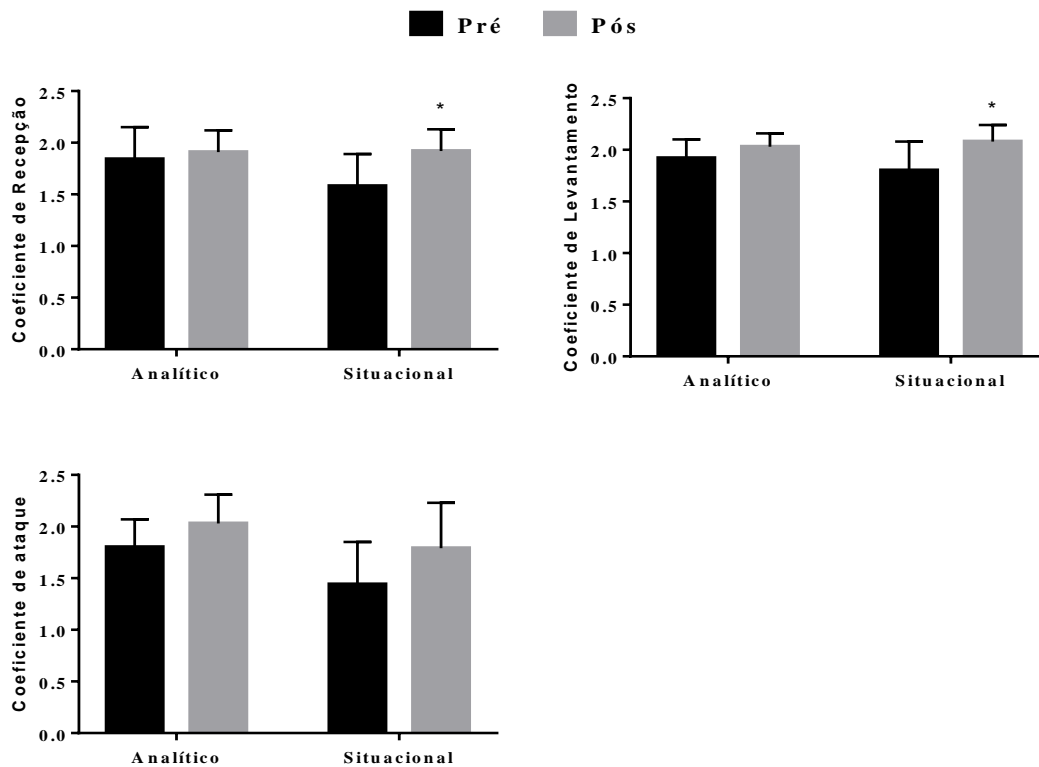 Pré Pós
Coeficiente de Recepção
2.5
2.0
1.5
1.0
0.5
0.0
*
Analítico Situacional
Coeficiente de Levantamento
2.5
2.0
1.5
1.0
0.5
0.0
*
Analítico Situacional
Coeficiente de ataque
2.5
2.0
1.5
1.0
0.5
0.0
Analítico Situacional